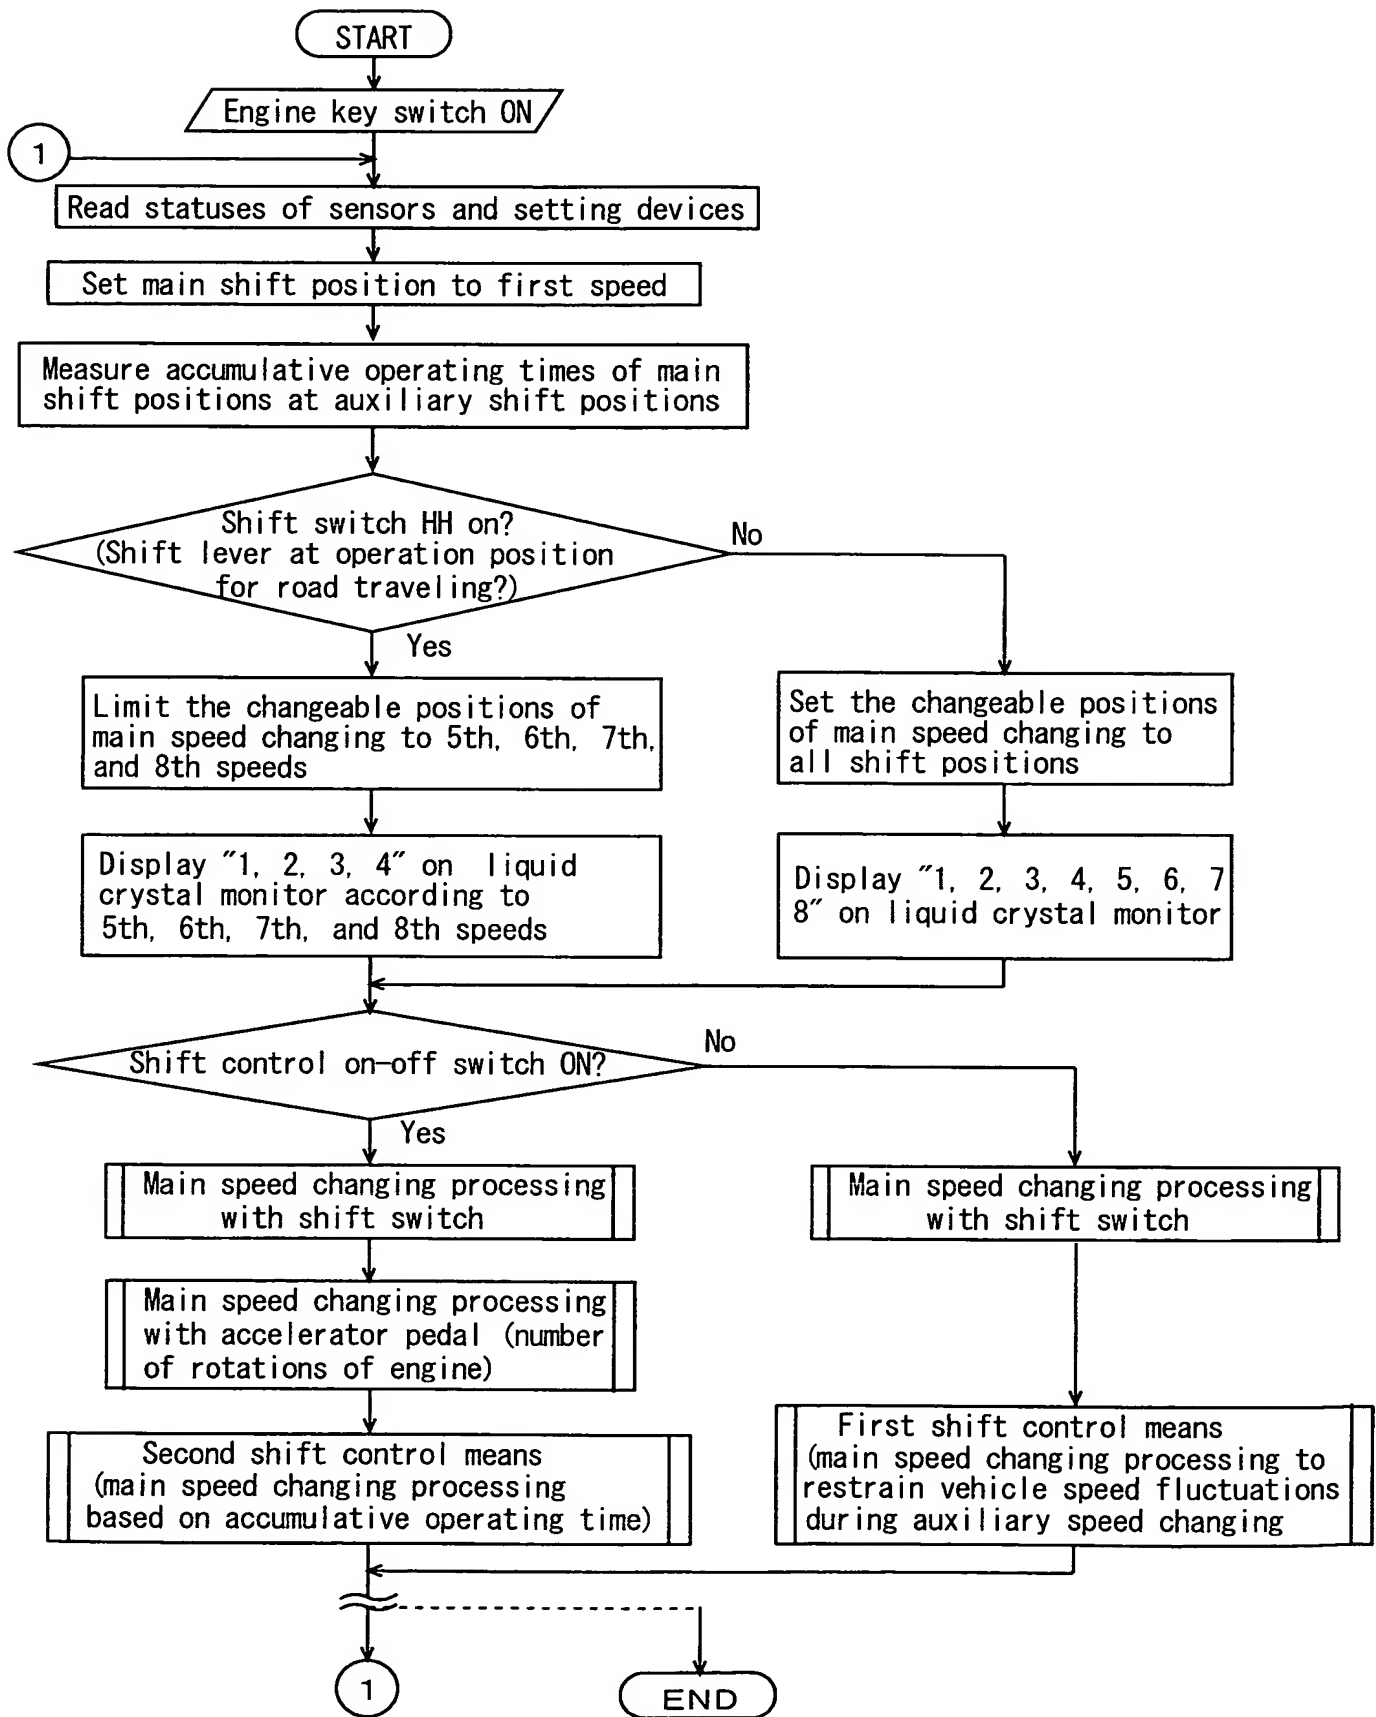 START
Engine key switch ON
1
Read statuses of sensors and setting devices
Set main shift position to first speed
Measure accumulative operating times of main
shift positions at auxiliary shift positions
Shift switch HH on?
(Shift lever at operation position
for road traveling?)
No
Yes
Limit the changeable positions of
main speed changing to 5th, 6th, 7th,
and 8th speeds
Set the changeable positions
of main speed changing to
all shift positions
Display "1, 2, 3, 4" on liquid
crystal monitor according to
5th, 6th, 7th, and 8th speeds
Display "1, 2, 3, 4, 5, 6, 7
8" on liquid crystal monitor
Shift control on-off switch ON?
No
Yes
Main speed changing processing
with shift switch
Main speed changing processing
with shift switch
Main speed changing processing
with accelerator pedal (number
of rotations of engine)
Second shift control means
(main speed changing processing
based on accumulative operating time)
First shift control means
(main speed changing processing to
restrain vehicle speed fluctuations
during auxiliary speed changing
1
END